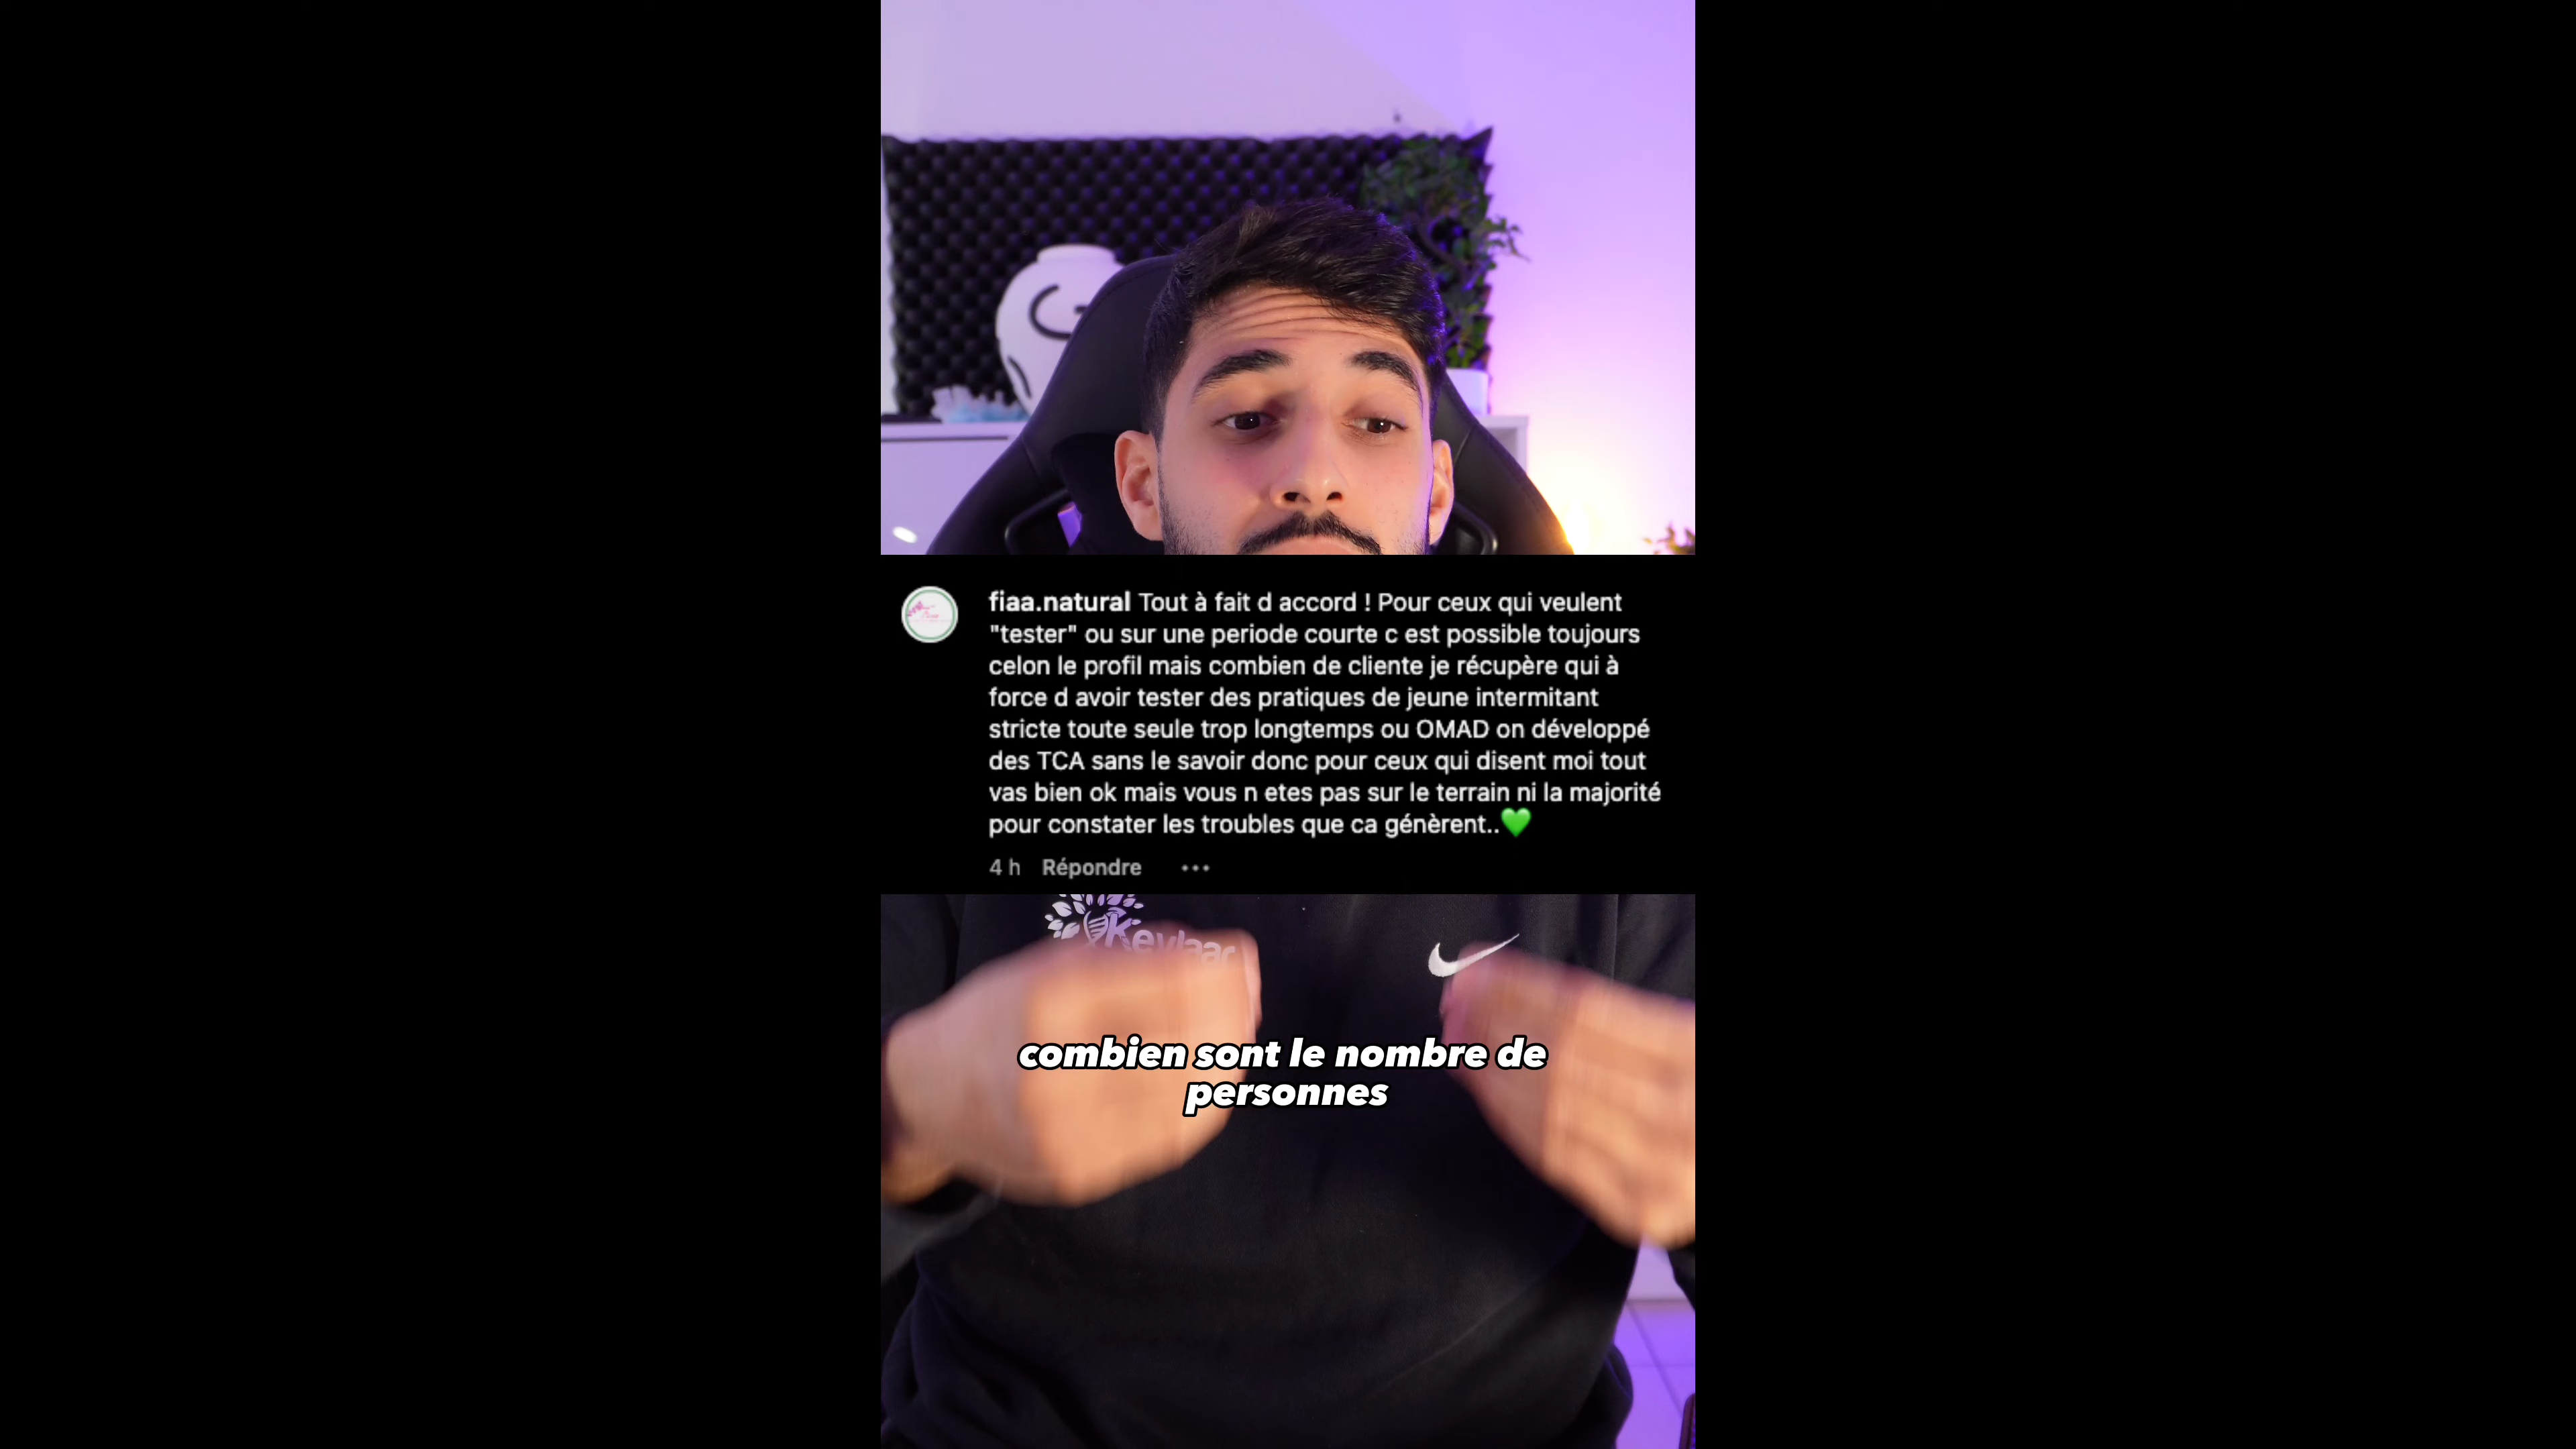 fiaa.natural Tout à fait d accord ! Pour ceux qui veulent
"tester" ou sur une periode courte c est possible toujours
celon le profil mais combien de cliente je récupère qui à
force d avoir tester des pratiques de jeune intermitant
stricte toute seule trop longtemps ou OMAD on développé
des TCA sans le savoir donc pour ceux qui disent moi tout
vas bien ok mais vous n etes pas sur le terrain ni la majorité
pour constater les troubles que ca génèrent..💚
4 h Répondre ...
Kevlaar
combien sont le nombre de
personnes